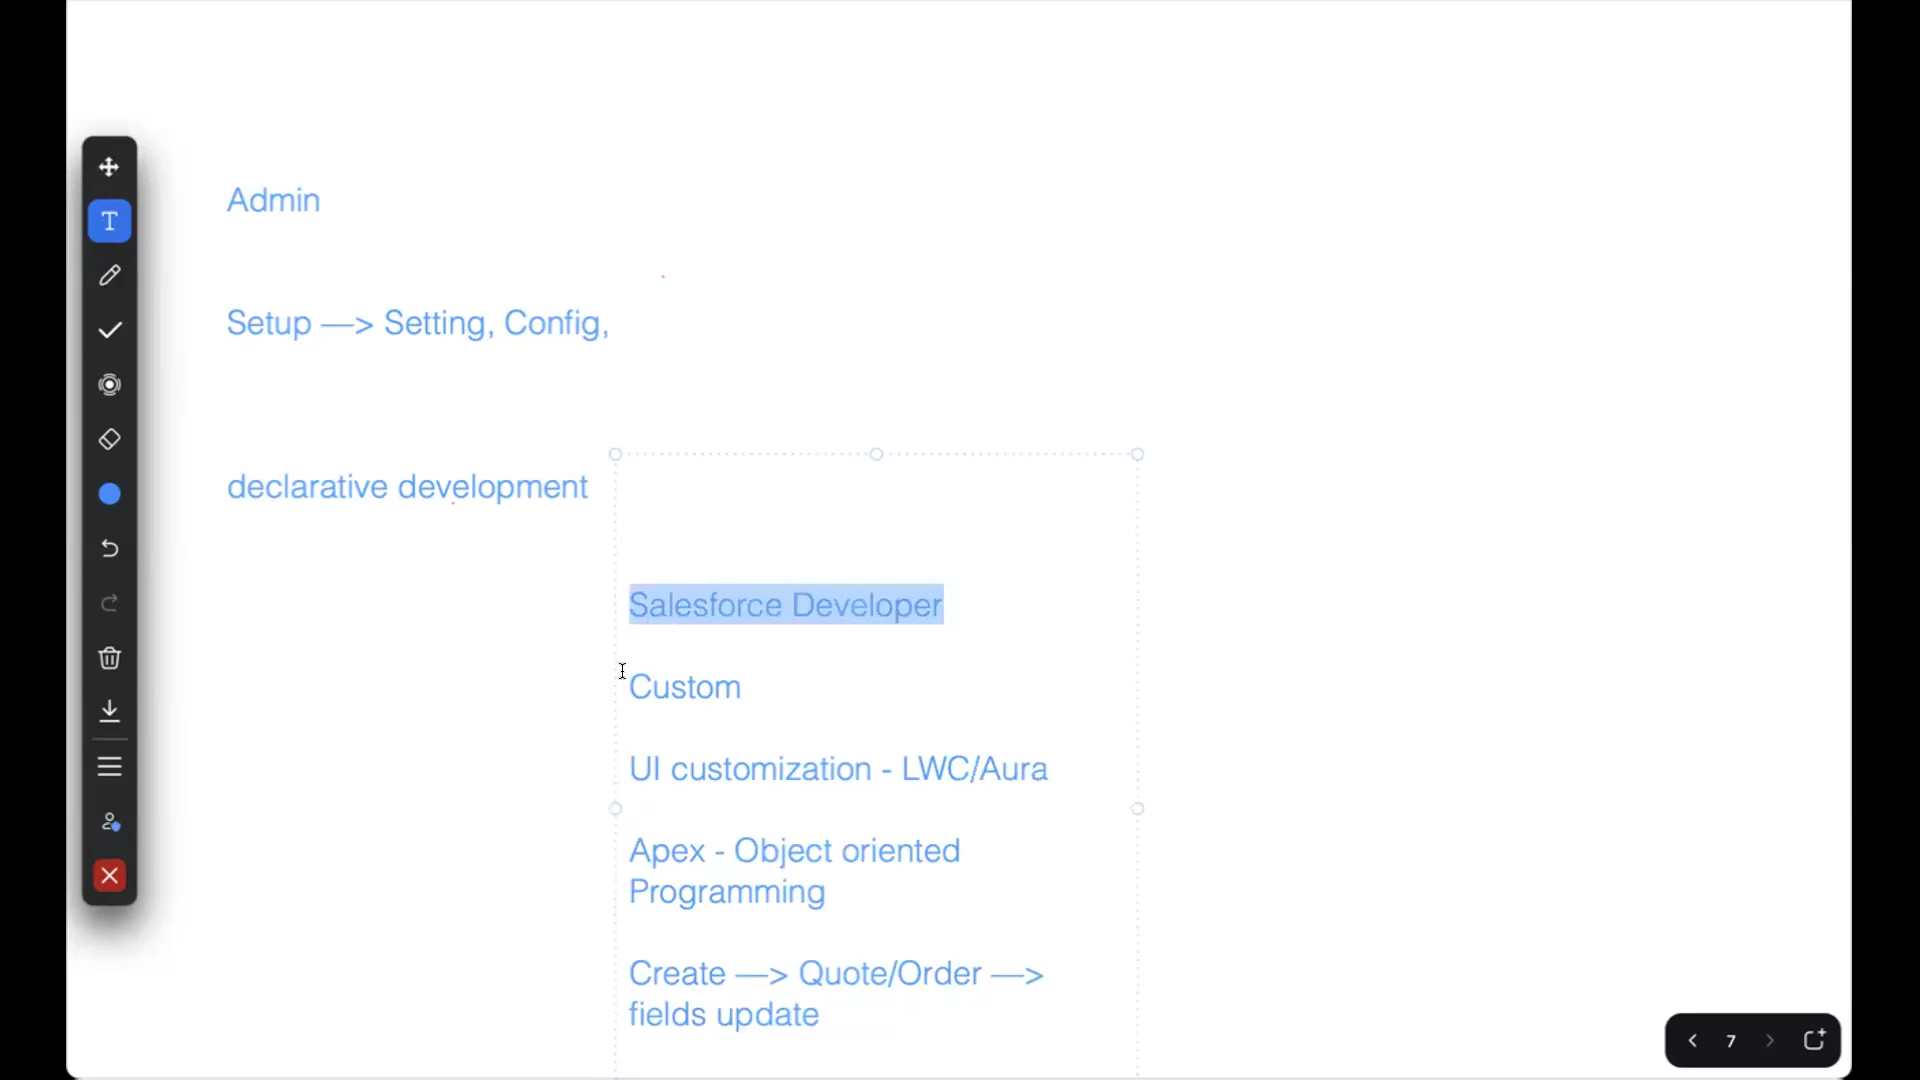 Admin
Setup —> Setting, Config,
declarative development
Salesforce Developer
Custom
UI customization - LWC/Aura
Apex - Object oriented
Programming
Create —> Quote/Order —>
fields update
7